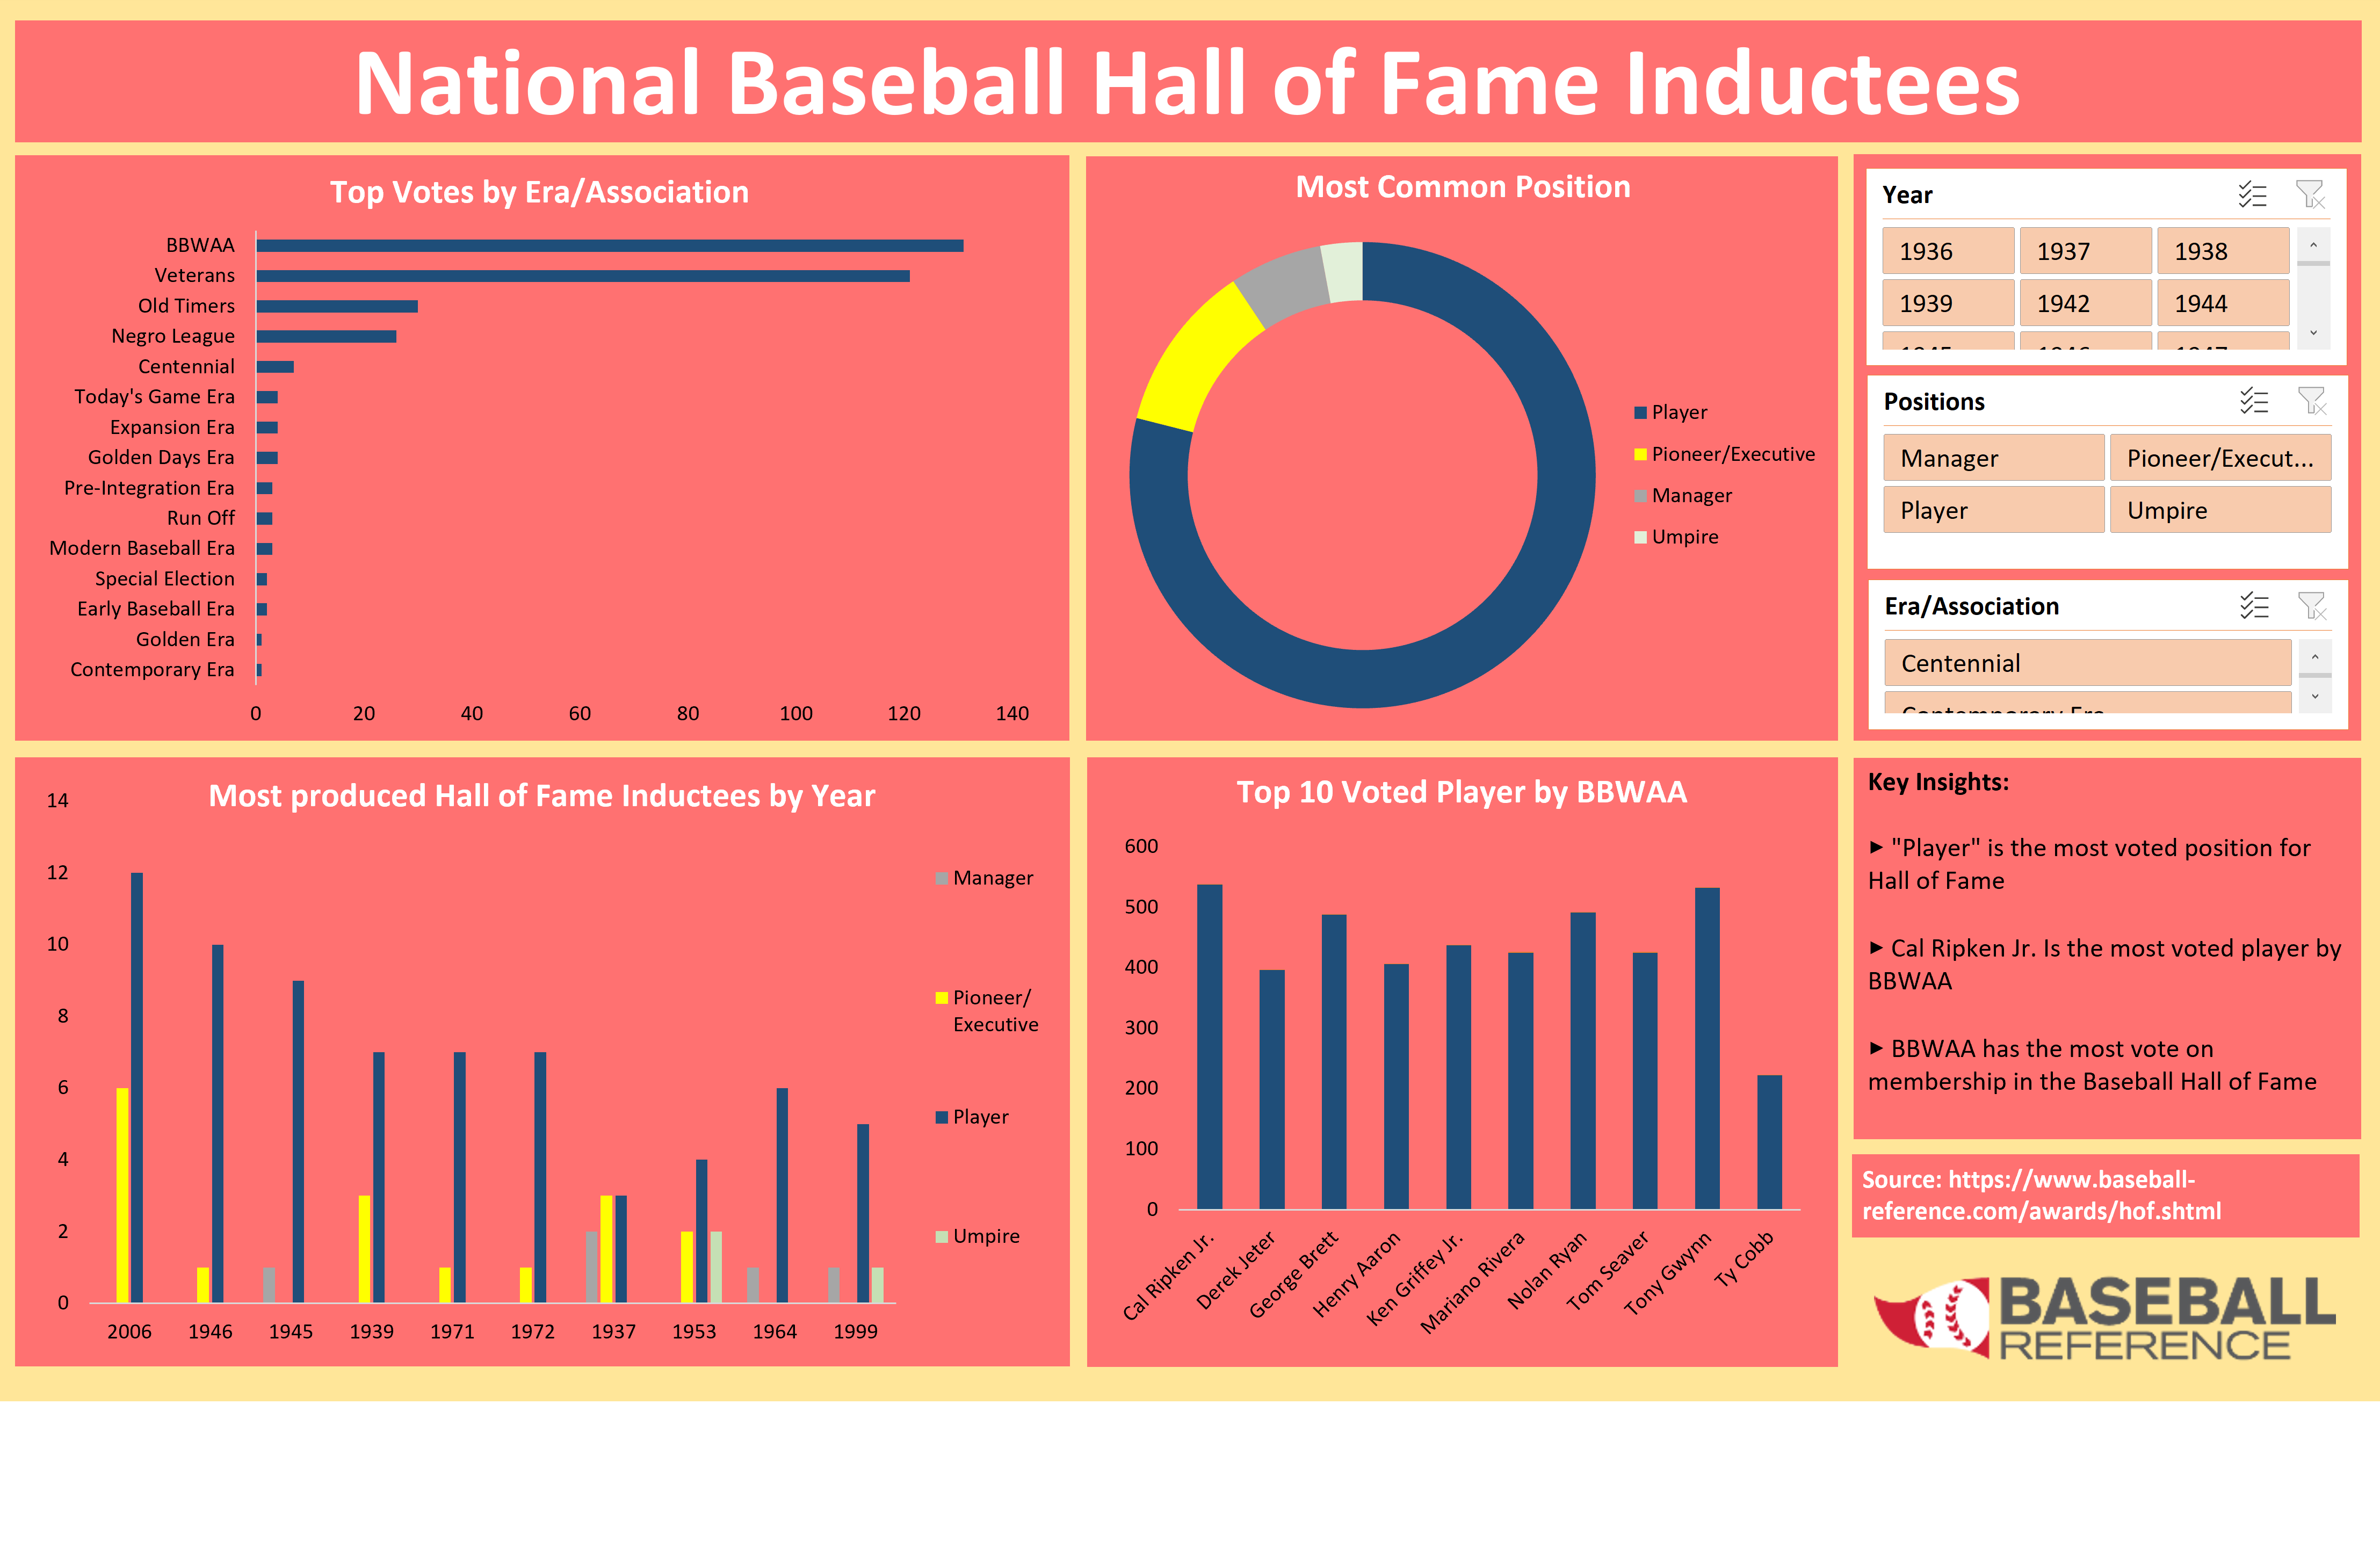 National Baseball Hall of Fame Inductees
Top Votes by Era/Association
BBWAA
Veterans
Old Timers
Negro League
Centennial
Today's Game Era
Expansion Era
Golden Days Era
Pre-Integration Era
Run Off
Modern Baseball Era
Special Election
Early Baseball Era
Golden Era
Contemporary Era
0 20 40 60 80 100 120 140
Most Common Position
Player
Pioneer/Executive
Manager
Umpire
Year
1936 1937 1938
1939 1942 1944
1945 1946 1947
Positions
Manager Pioneer/Execut...
Player Umpire
Era/Association
Centennial
Contemporary Era
Most produced Hall of Fame Inductees by Year
14
12
10
8
6
4
2
0
2006 1946 1945 1939 1971 1972 1937 1953 1964 1999
Manager
Pioneer/
Executive
Player
Umpire
Top 10 Voted Player by BBWAA
600
500
400
300
200
100
0
Cal Ripken Jr.
Derek Jeter
George Brett
Henry Aaron
Ken Griffey Jr.
Mariano Rivera
Nolan Ryan
Tom Seaver
Tony Gwynn
Ty Cobb
Key Insights:
► "Player" is the most voted position for
Hall of Fame
► Cal Ripken Jr. Is the most voted player by
BBWAA
► BBWAA has the most vote on
membership in the Baseball Hall of Fame
Source: https://www.baseball-
reference.com/awards/hof.shtml
BASEBALL
REFERENCE